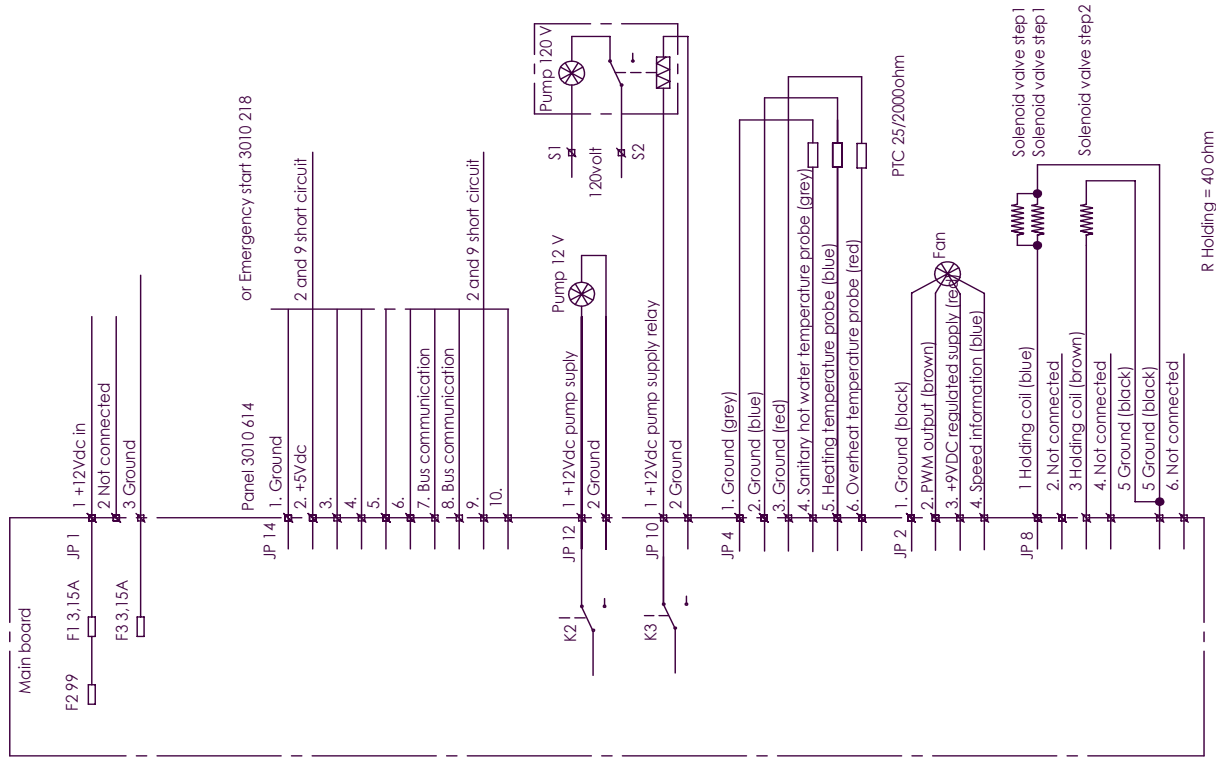 Main board
F2 99
F1 3,15A
F3 3,15A
JP 1
1 +12Vdc in
2 Not connected
3 Ground
Panel 3010 614
or Emergency start 3010 218
JP 14
1. Ground
2. +5Vdc
3.
4.
5.
6.
7. Bus communication
8. Bus communication
9.
10.
2 and 9 short circuit
2 and 9 short circuit
K2
JP 12
1 +12Vdc pump suply
2 Ground
Pump 12 V
K3
JP 10
1 +12Vdc pump supply relay
2 Ground
Pump 120 V
S1
120volt
S2
JP 4
1. Ground (grey)
2. Ground (blue)
3. Ground (red)
4. Sanitary hot water temperature probe (grey)
5. Heating temperature probe (blue)
6. Overheat temperature probe (red)
PTC 25/2000ohm
JP 2
1. Ground (black)
2. PWM output (brown)
3. +9VDC regulated supply (red)
4. Speed information (blue)
Fan
JP 8
1 Holding coil (blue)
2. Not connected
3 Holding coil (brown)
4. Not connected
5 Ground (black)
5 Ground (black)
6. Not connected
Solenoid valve step1
Solenoid valve step1
Solenoid valve step2
R Holding = 40 ohm